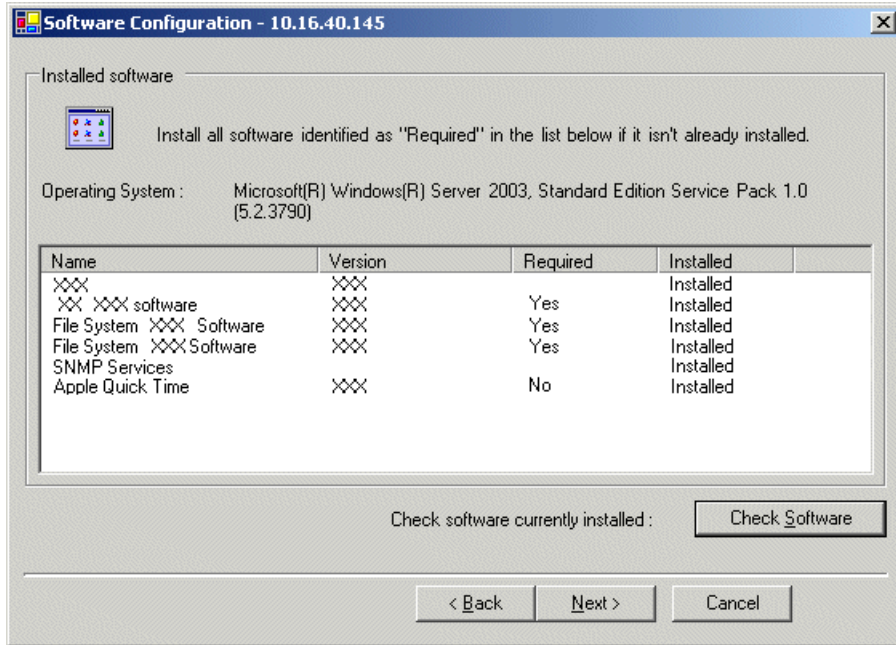 Software Configuration - 10.16.40.145
Installed software
Install all software identified as "Required" in the list below if it isn't already installed.
Operating System : Microsoft(R) Windows(R) Server 2003, Standard Edition Service Pack 1.0
(5.2.3790)
Name Version Required Installed
XXX XXX Installed
XX XXX software XXX Yes Installed
File System XXX Software XXX Yes Installed
File System XXX Software XXX Yes Installed
SNMP Services Installed
Apple Quick Time XXX No Installed
Check software currently installed : Check Software
< Back Next > Cancel